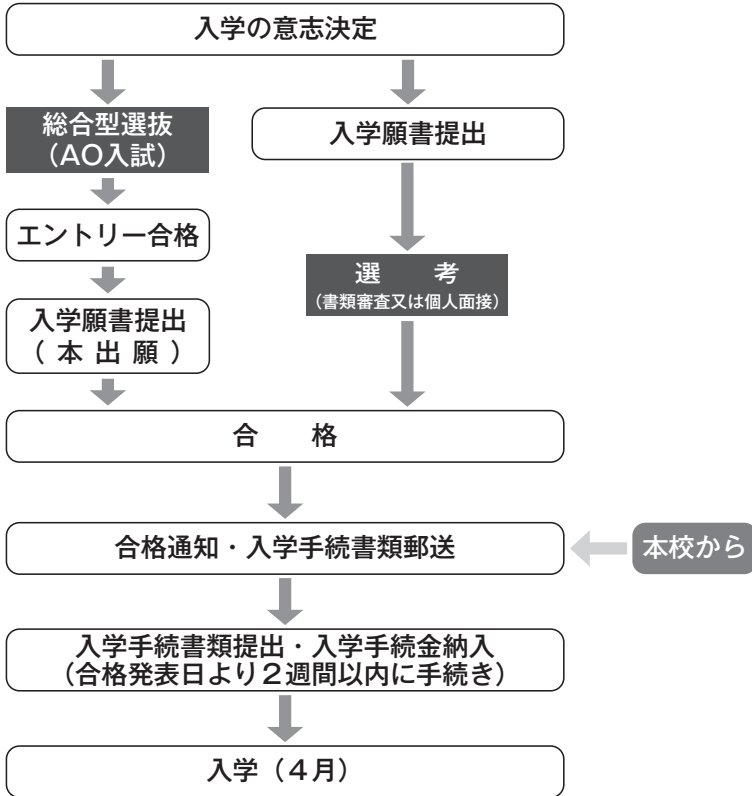 入学の意志決定
総合型選抜
（AO入試）
入学願書提出
エントリー合格
選　　考
（書類審査又は個人面接）
入学願書提出
（ 本 出 願 ）
合　　格
合格通知・入学手続書類郵送
本校から
入学手続書類提出・入学手続金納入
（合格発表日より２週間以内に手続き）
入学（４月）